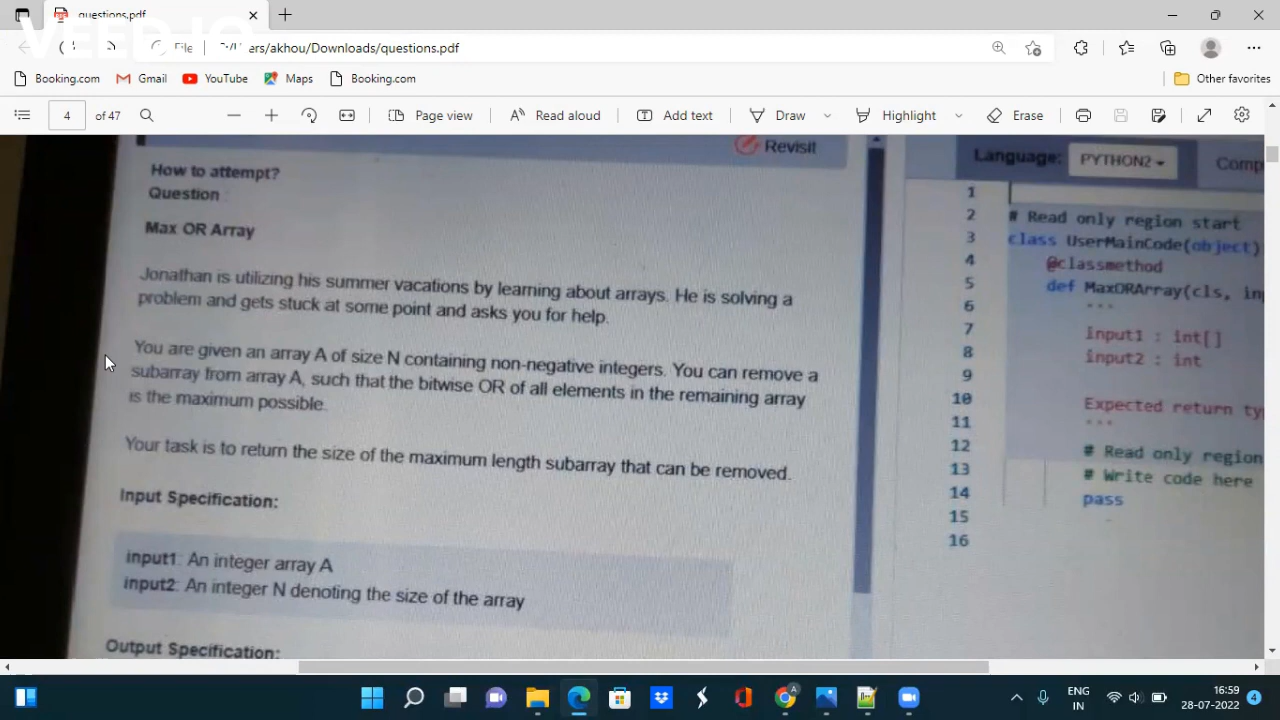 questions.pdf
VEED.IO
File
ers/akhou/Downloads/questions.pdf
Booking.com
Gmail
YouTube
Maps
Booking.com
Other favorites
4
of 47
Page view
Read aloud
Add text
Draw
Highlight
Erase
Revisit
How to attempt?
Question
Max OR Array
Jonathan is utilizing his summer vacations by learning about arrays. He is solving a
problem and gets stuck at some point and asks you for help.
You are given an array A of size N containing non-negative integers. You can remove a
subarray from array A, such that the bitwise OR of all elements in the remaining array
is the maximum possible.
Your task is to return the size of the maximum length subarray that can be removed.
Input Specification:
input1: An integer array A
input2: An integer N denoting the size of the array
Output Specification:
Language: PYTHON2 Comp
1
2 # Read only region start
3 class UserMainCode(object)
4 @classmethod
5 def MaxORArray(cls, in
6 """
7 input1 : int[]
8 input2 : int
9
10 Expected return ty
11 """
12 # Read only region
13 # Write code here
14 pass
15
16
ENG
IN
16:59
28-07-2022
4